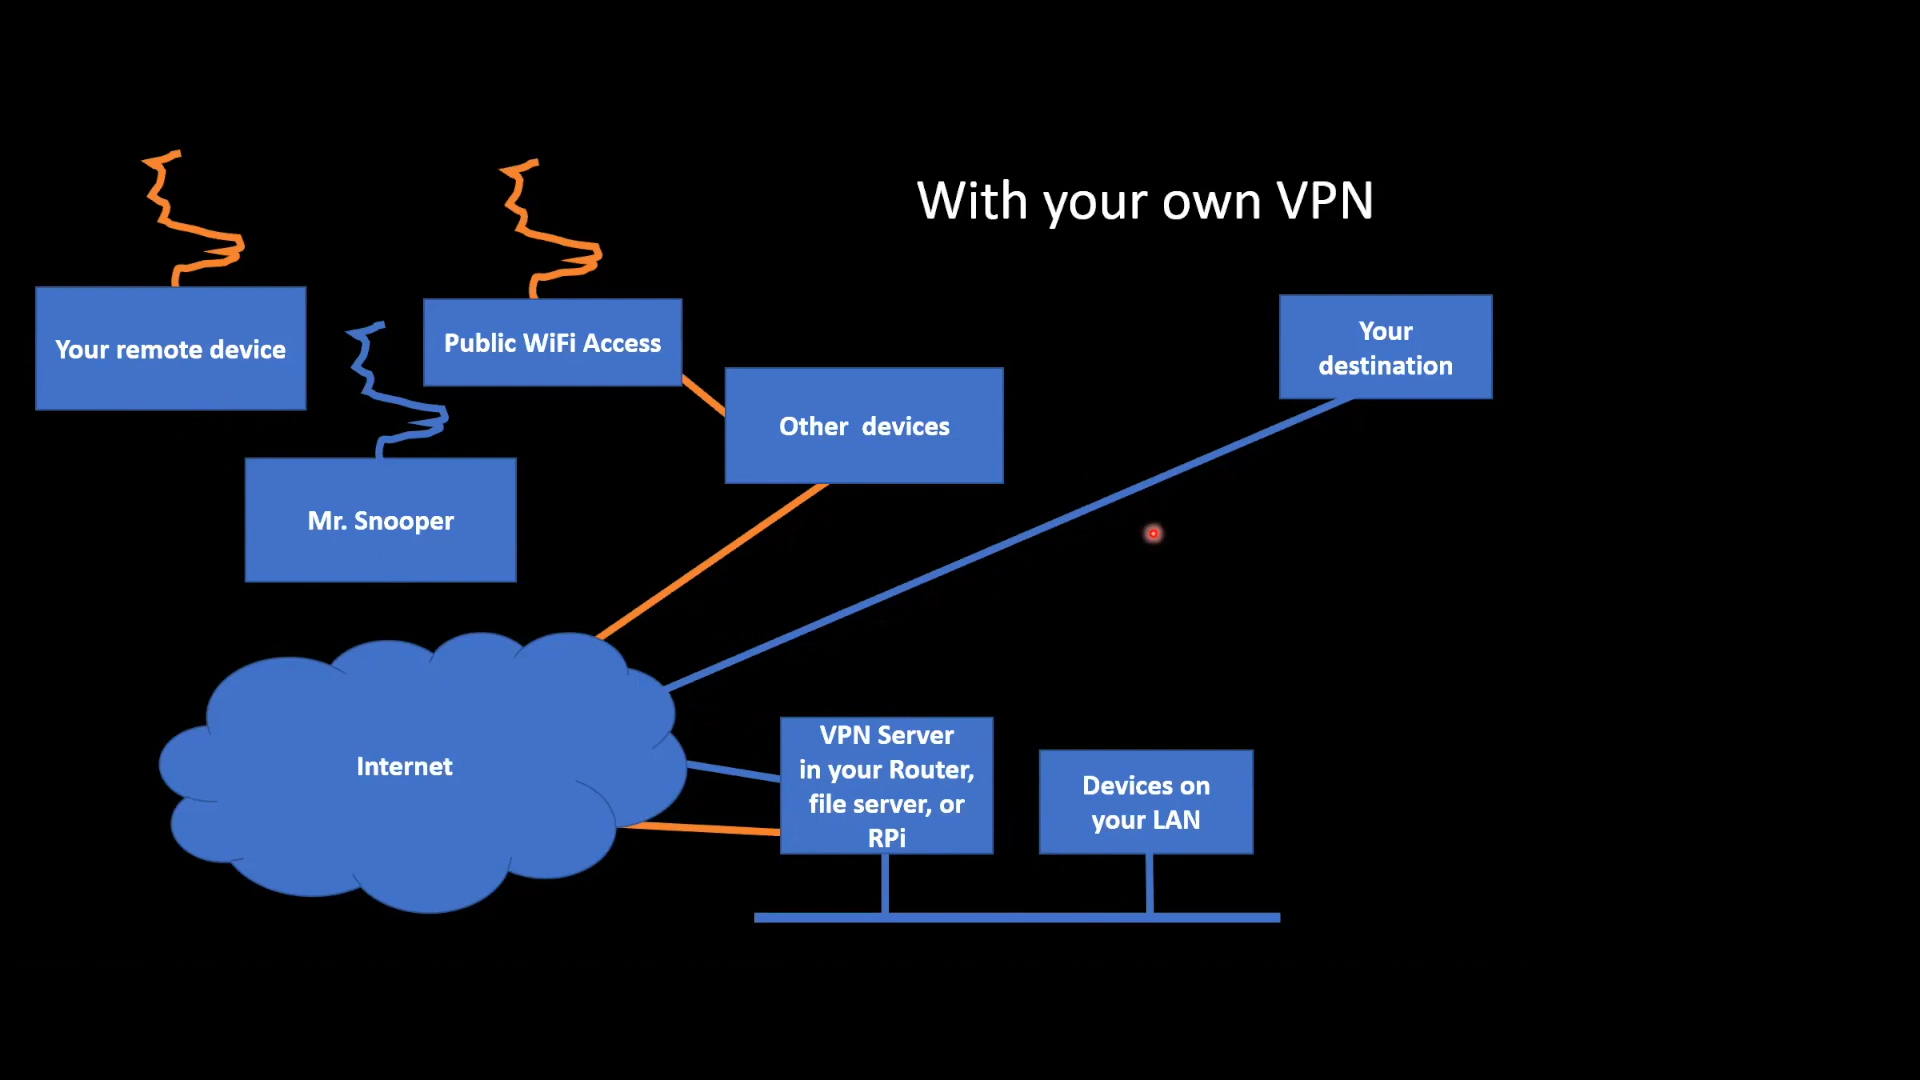 With your own VPN
Your remote device
Public WiFi Access
Your
destination
Other  devices
Mr. Snooper
Internet
VPN Server
in your Router,
file server, or
RPi
Devices on
your LAN